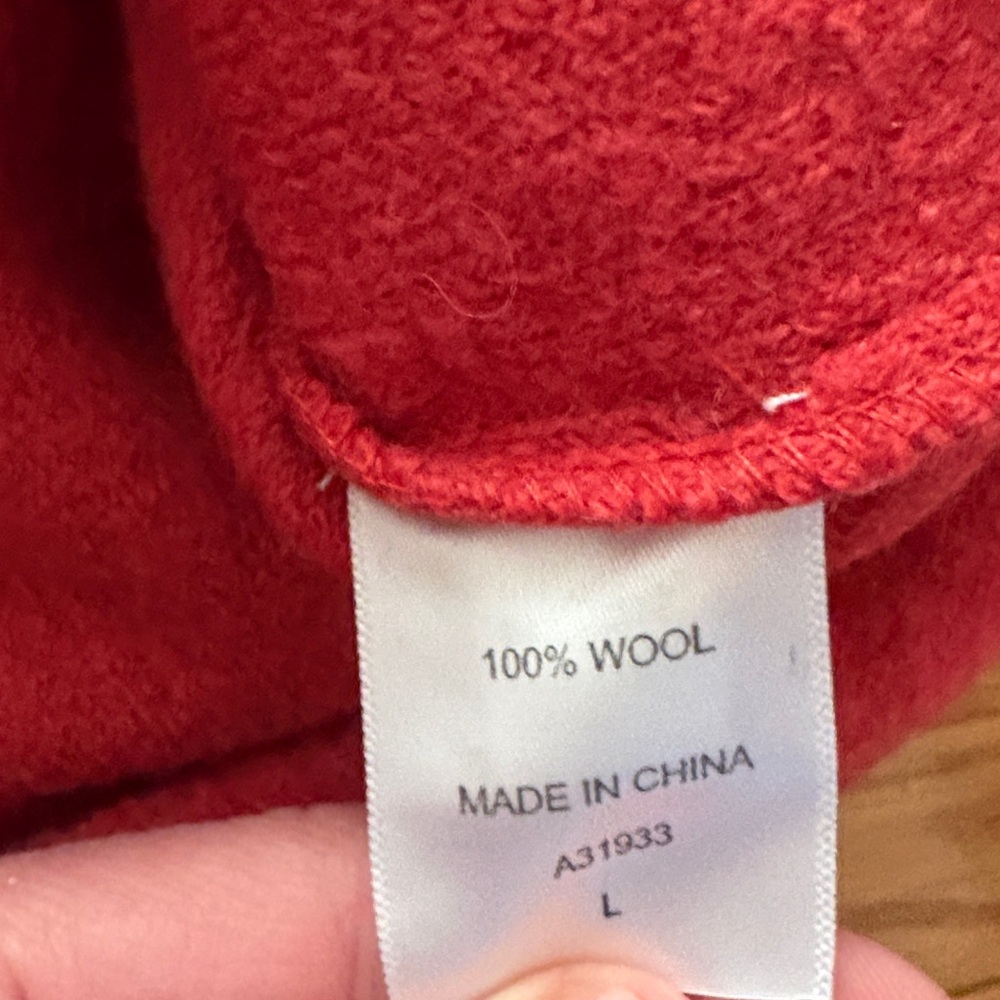 100% WOOL
MADE IN CHINA
A31933
L